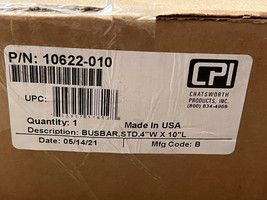 P/N: 10622-010
CPI
CHATSWORTH
PRODUCTS, INC.
(800) 834-4969
UPC:
Quantity: 1
Made In USA
Description: BUSBAR,STD,4"W X 10"L
Date: 05/14/21
Mfg Code: B